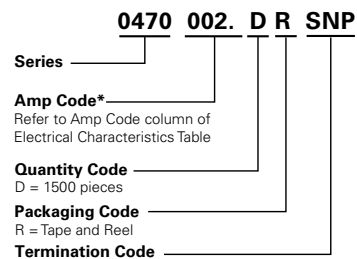 0470 002. D R SNP
Series
Amp Code*
Refer to Amp Code column of
Electrical Characteristics Table
Quantity Code
D = 1500 pieces
Packaging Code
R = Tape and Reel
Termination Code